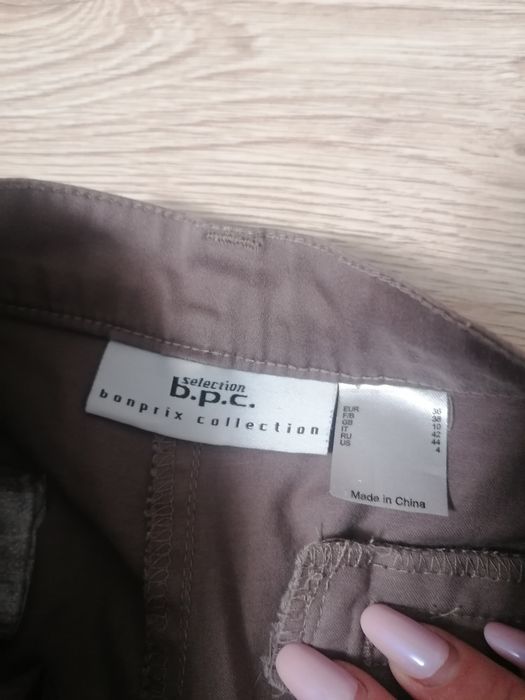 selection
b.p.c.
bonprix collection
EUR 36
F/B 38
GB 10
IT 42
RU 44
US 4
Made in China